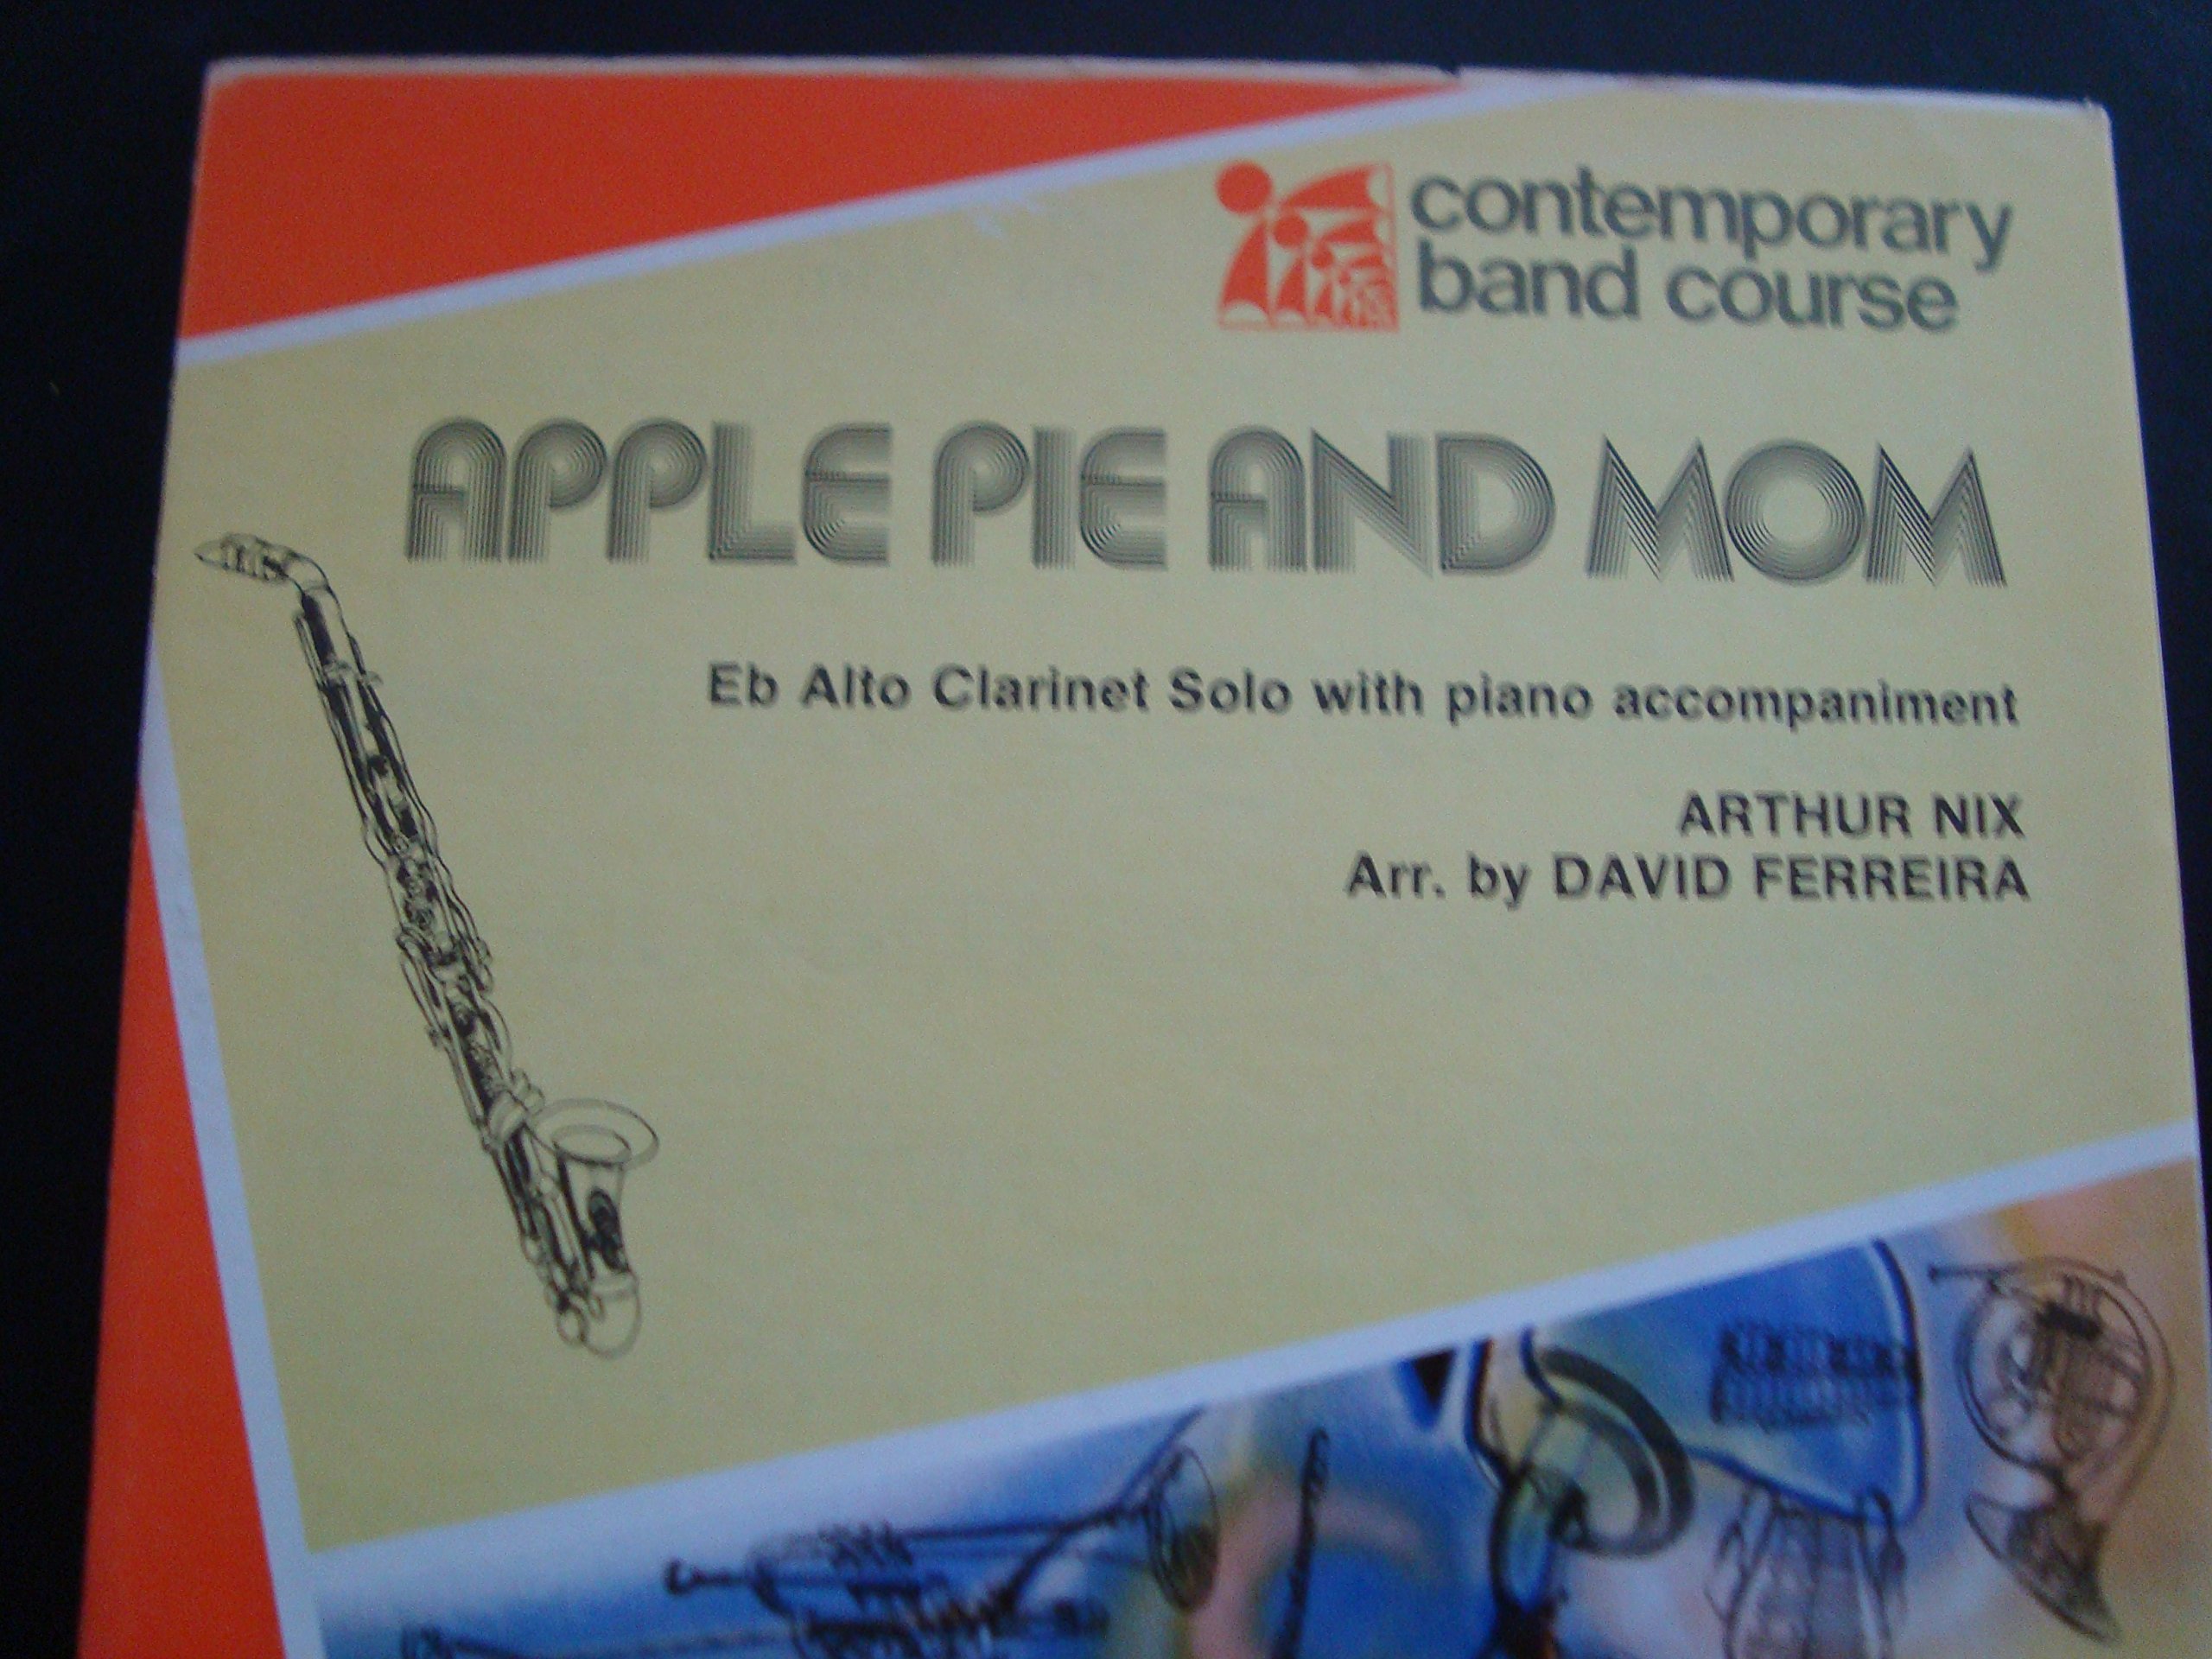 contemporary
band course
APPLE PIE AND MOM
Eb Alto Clarinet Solo with piano accompaniment
ARTHUR NIX
Arr. by DAVID FERREIRA